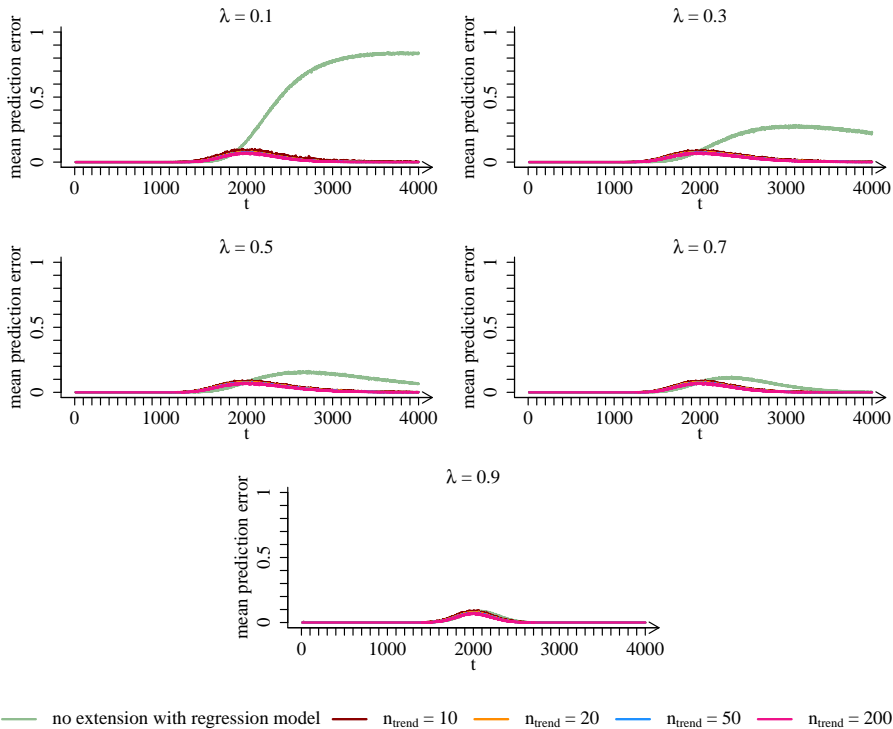 λ = 0.1
mean prediction error
0 0.5 1
0 1000 2000 3000 4000
t
λ = 0.3
mean prediction error
0 0.5 1
0 1000 2000 3000 4000
t
λ = 0.5
mean prediction error
0 0.5 1
0 1000 2000 3000 4000
t
λ = 0.7
mean prediction error
0 0.5 1
0 1000 2000 3000 4000
t
λ = 0.9
mean prediction error
0 0.5 1
0 1000 2000 3000 4000
t
no extension with regression model n_trend = 10 n_trend = 20 n_trend = 50 n_trend = 200